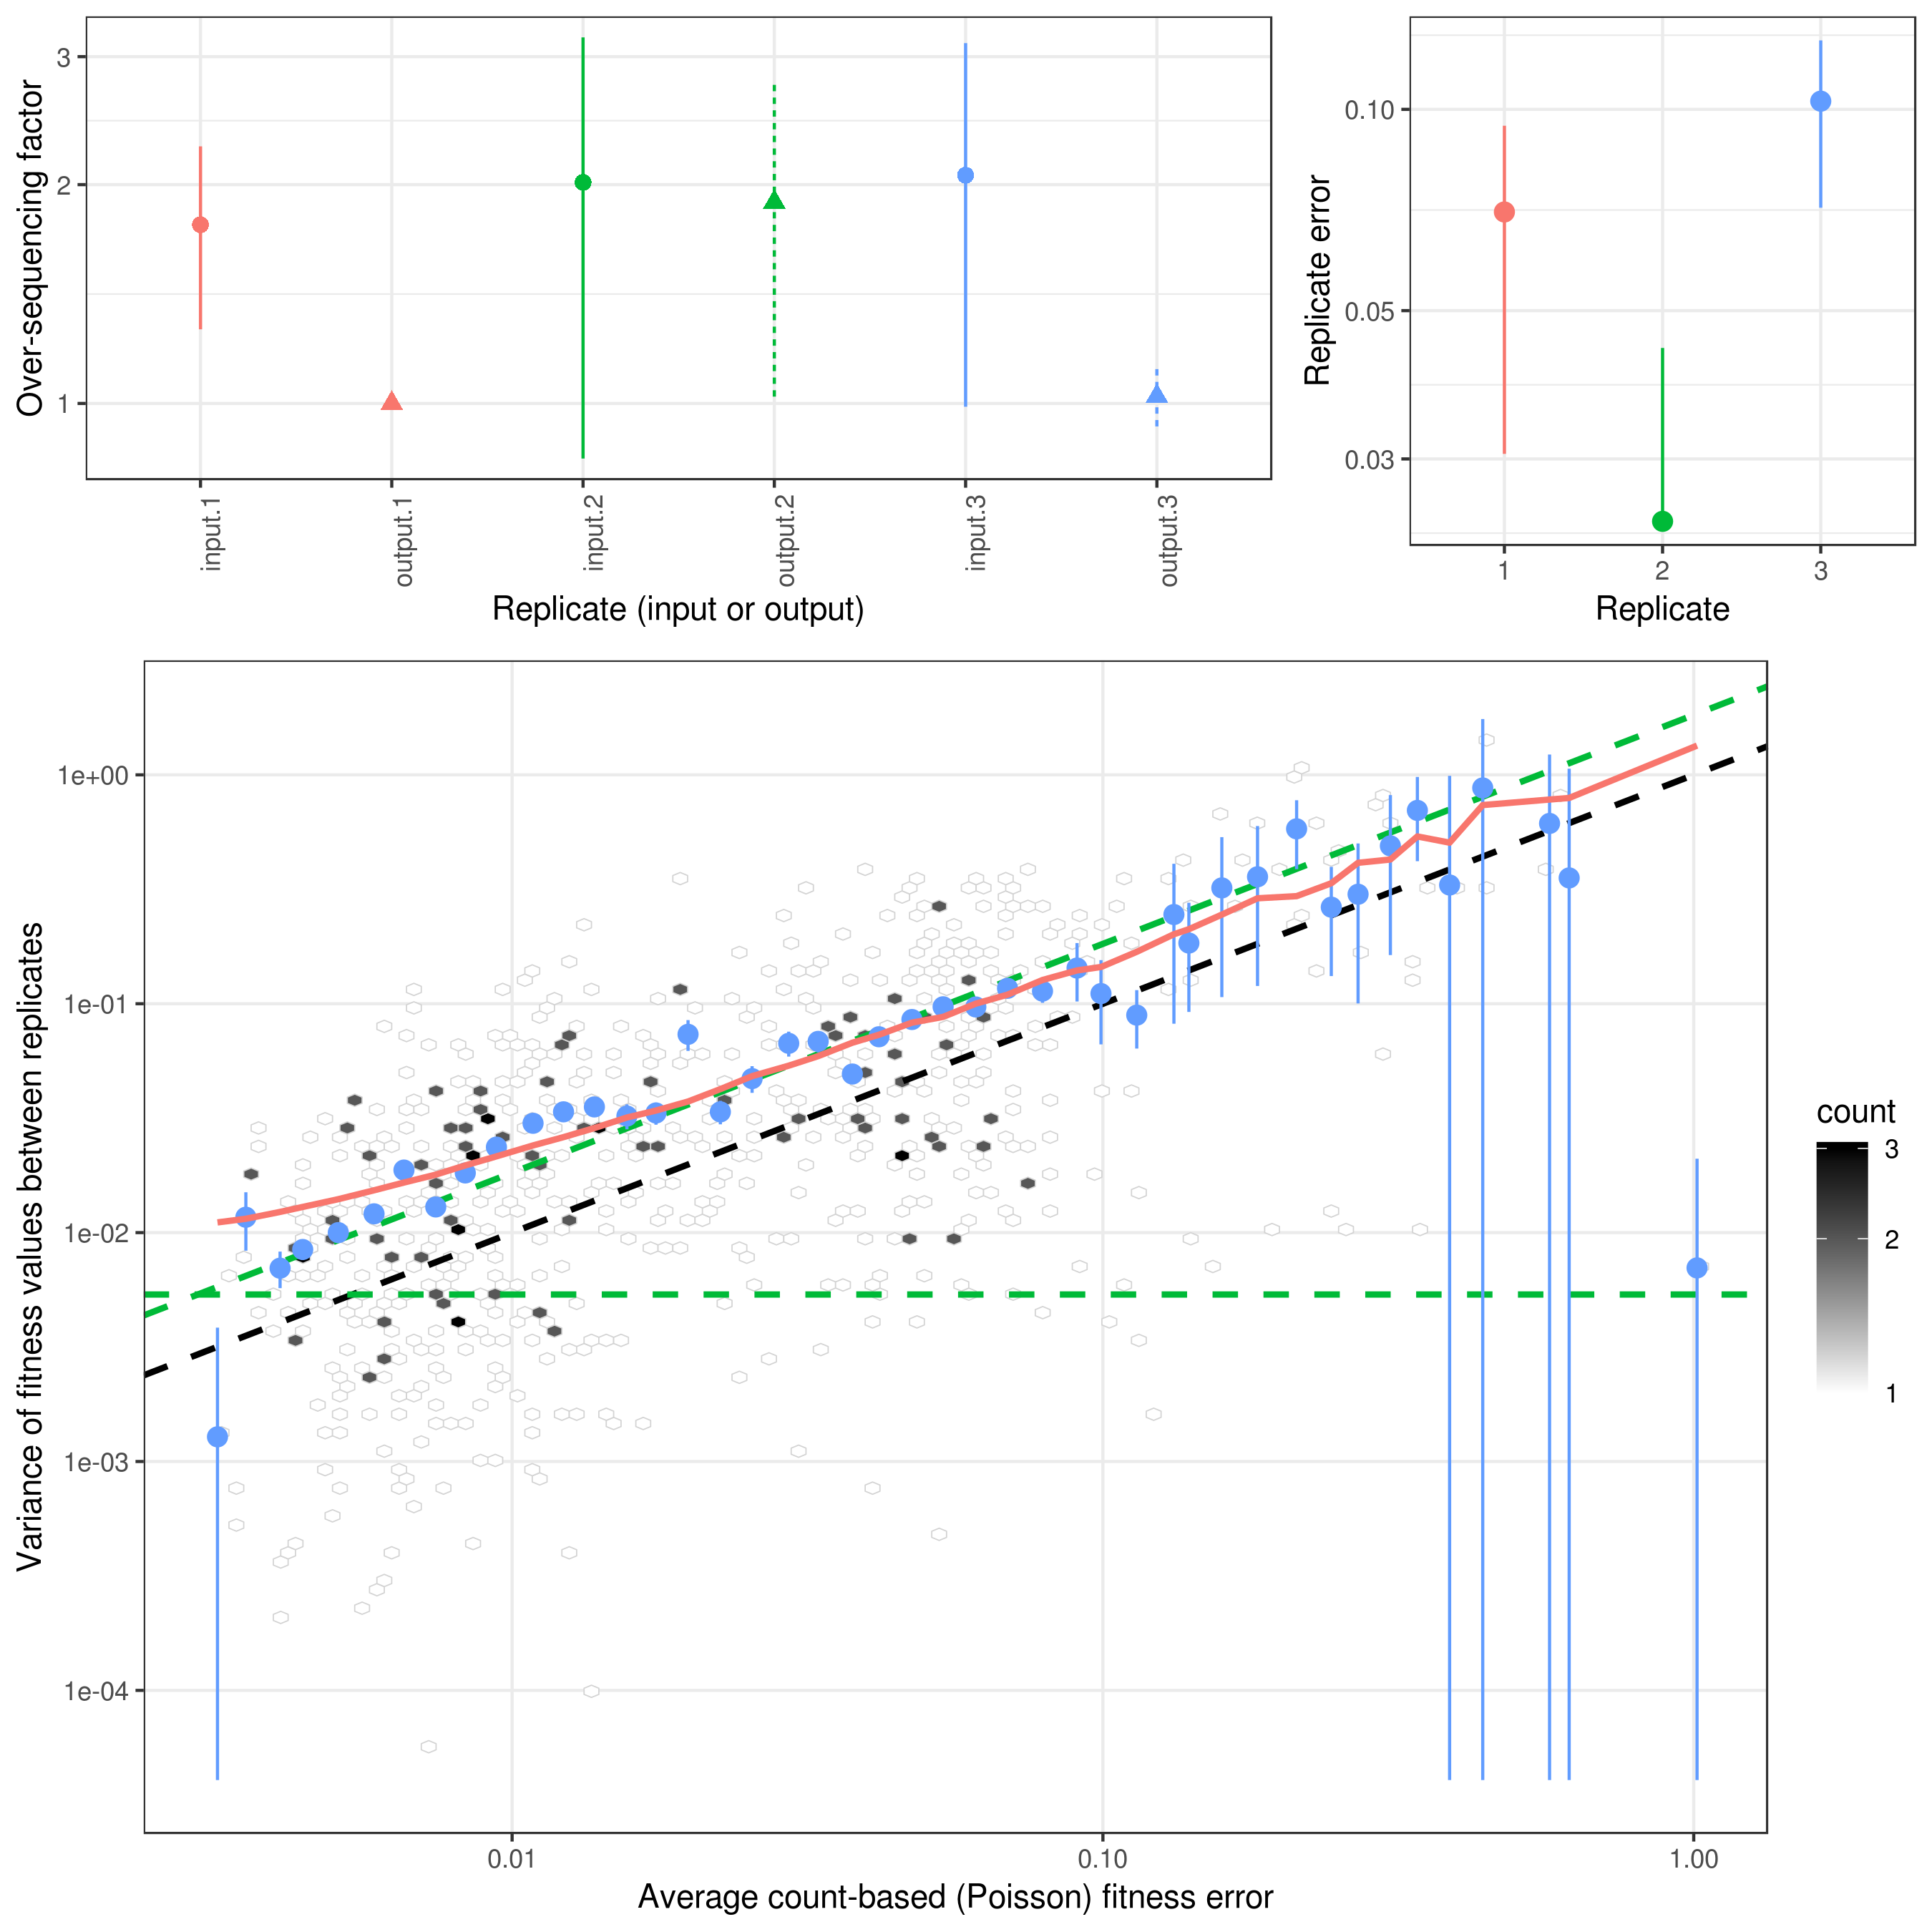 Over-sequencing factor
3
2
1
input.1
output.1
input.2
output.2
input.3
output.3
Replicate (input or output)
Replicate error
0.10
0.05
0.03
1
2
3
Replicate
Variance of fitness values between replicates
1e+00
1e-01
1e-02
1e-03
1e-04
0.01
0.10
1.00
Average count-based (Poisson) fitness error
count
3
2
1